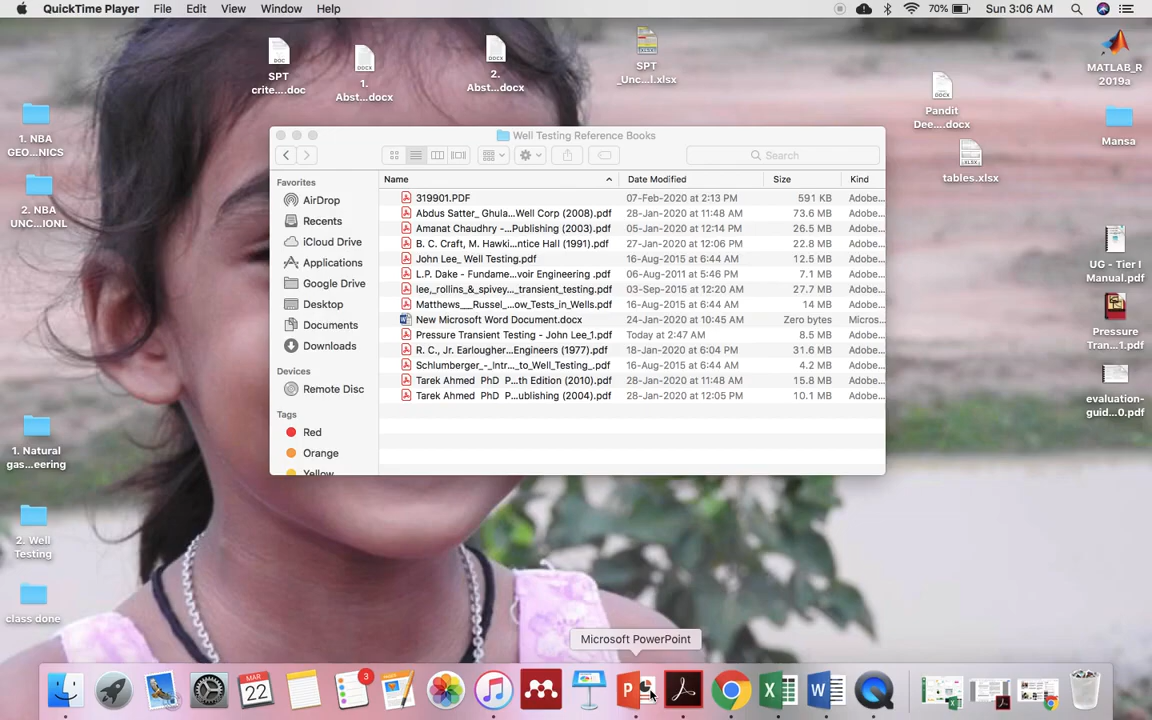 QuickTime Player File Edit View Window Help 70% Sun 3:06 AM
SPT
crite....doc
1.
Abst...docx
2.
Abst...docx
SPT
_Unc...l.xlsx
Pandit
Dee....docx
tables.xlsx
MATLAB_R
2019a
Mansa
UG - Tier I
Manual.pdf
Pressure
Tran...1.pdf
evaluation-
guid...0.pdf
1. NBA
GEO...NICS
2. NBA
UNC...IONL
1. Natural
gas...eering
2. Well
Testing
class done
Well Testing Reference Books
Search
Favorites
AirDrop
Recents
iCloud Drive
Applications
Google Drive
Desktop
Documents
Downloads
Devices
Remote Disc
Tags
Red
Orange
Yellow
Name Date Modified Size Kind
319901.PDF 07-Feb-2020 at 2:13 PM 591 KB Adobe...
Abdus Satter_ Ghula...Well Corp (2008).pdf 28-Jan-2020 at 11:48 AM 73.6 MB Adobe...
Amanat Chaudhry -...Publishing (2003).pdf 05-Jan-2020 at 12:14 PM 26.5 MB Adobe...
B. C. Craft, M. Hawki...ntice Hall (1991).pdf 27-Jan-2020 at 12:06 PM 22.8 MB Adobe...
John Lee_ Well Testing.pdf 16-Aug-2015 at 6:44 AM 12.5 MB Adobe...
L.P. Dake - Fundame...voir Engineering .pdf 06-Aug-2011 at 5:46 PM 7.1 MB Adobe...
lee,_rollins_&_spivey..._transient_testing.pdf 03-Sep-2015 at 12:20 AM 27.7 MB Adobe...
Matthews___Russel_...ow_Tests_in_Wells.pdf 16-Aug-2015 at 6:44 AM 14 MB Adobe...
New Microsoft Word Document.docx 24-Jan-2020 at 10:45 AM Zero bytes Micros...
Pressure Transient Testing - John Lee_1.pdf Today at 2:47 AM 8.5 MB Adobe...
R. C., Jr. Earlougher...Engineers (1977).pdf 18-Jan-2020 at 6:04 PM 31.6 MB Adobe...
Schlumberger_-_Intr..._to_Well_Testing_.pdf 16-Aug-2015 at 6:44 AM 4.2 MB Adobe...
Tarek Ahmed PhD P...th Edition (2010).pdf 28-Jan-2020 at 11:48 AM 15.8 MB Adobe...
Tarek Ahmed PhD P...ublishing (2004).pdf 28-Jan-2020 at 12:05 PM 10.1 MB Adobe...
Microsoft PowerPoint
MAR
22
3